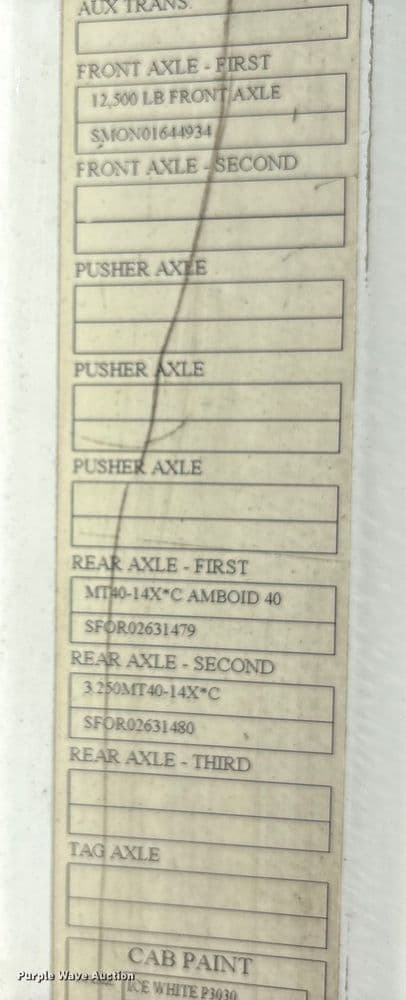 AUX TRANS.
FRONT AXLE - FIRST
12,500 LB FRONT AXLE
SMON01644934
FRONT AXLE - SECOND
PUSHER AXLE
PUSHER AXLE
PUSHER AXLE
REAR AXLE - FIRST
MT40-14X*C AMBOID 40
SFOR02631479
REAR AXLE - SECOND
3.250MT40-14X*C
SFOR02631480
REAR AXLE - THIRD
TAG AXLE
CAB PAINT
ICE WHITE P3030
Purple Wave Auction